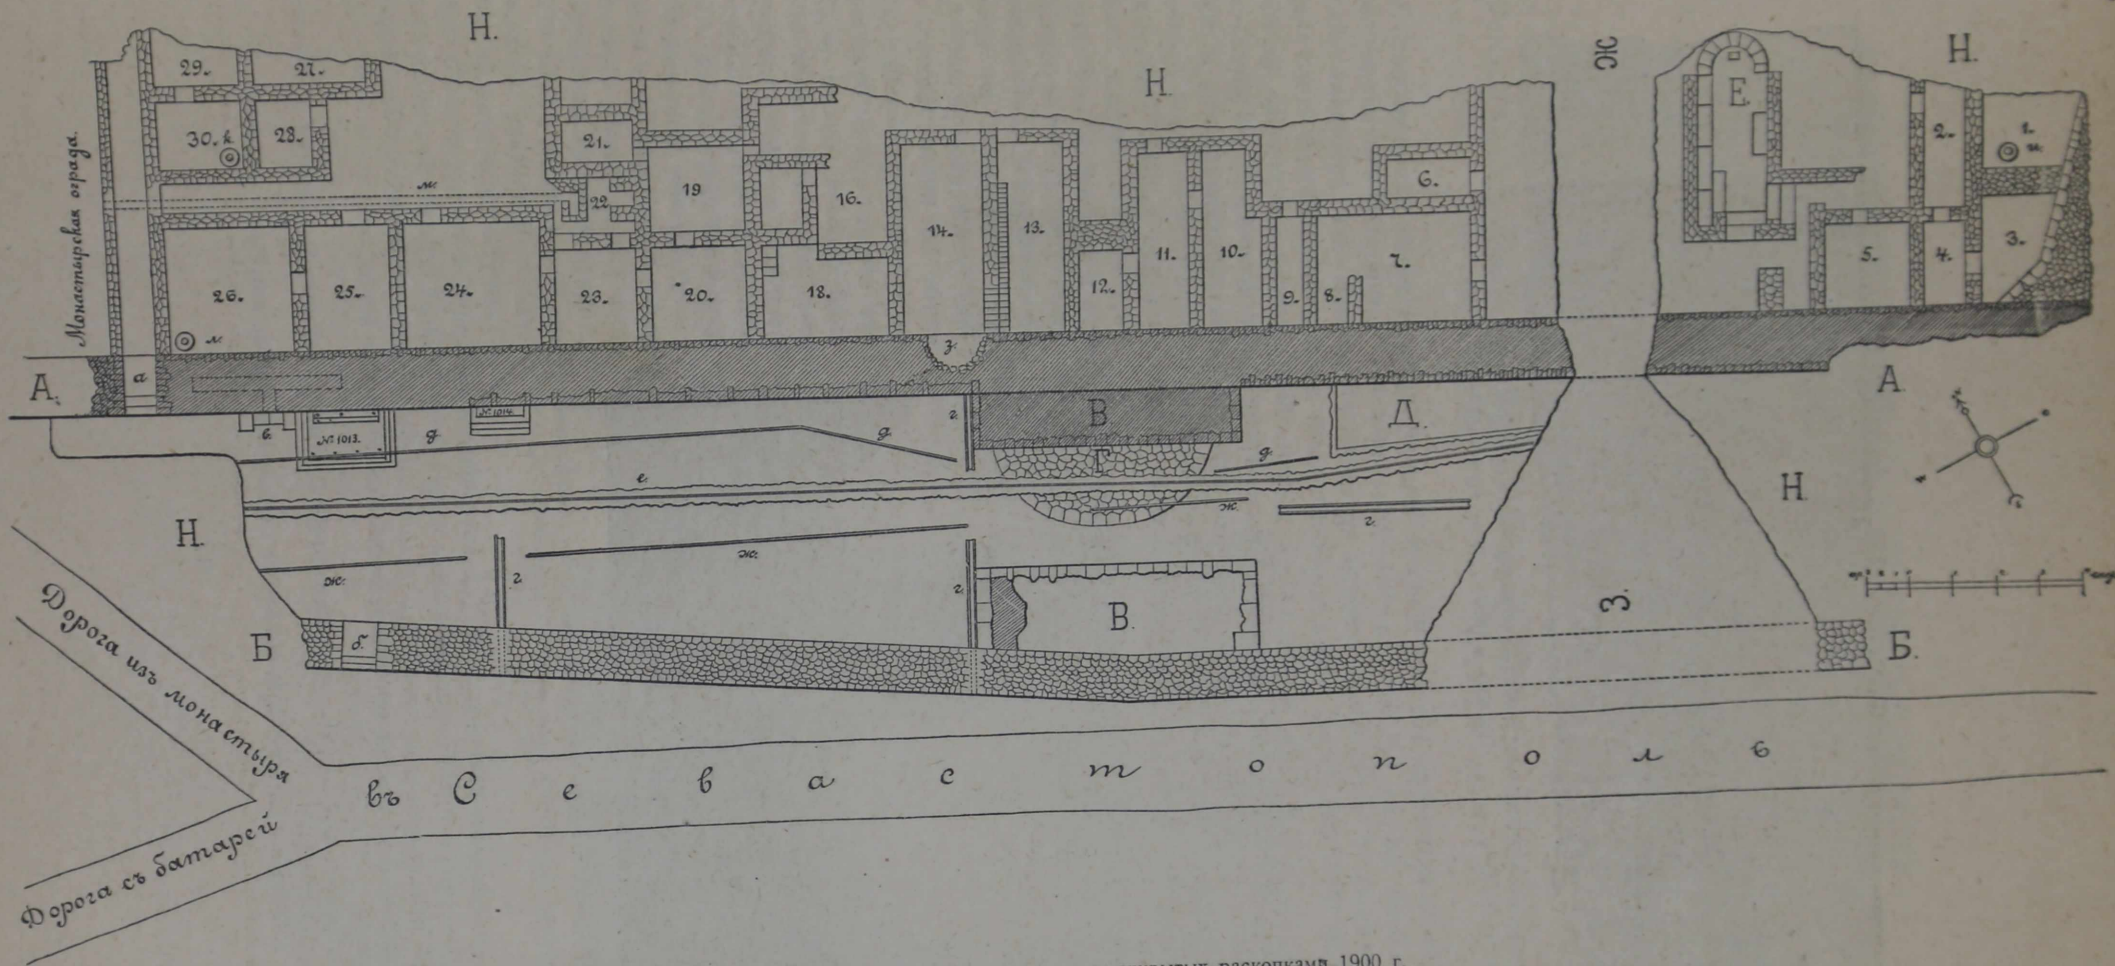 Н.
Н.
Ж
Н.
29.
27.
30. к.
28.
21.
Е.
2.
1.
и.
Монастырская ограда.
м.
22.
19
16.
14.
13.
11.
10.
6.
7.
5.
4.
3.
26.
25.
24.
23.
20.
18.
12.
9.
8.
л.
з.
А.
а
А.
в.
№ 1013.
д.
№ 1014.
д.
г.
В
Г
д.
Д.
е.
Н.
ж.
г.
Н.
ж.
г.
ж.
г.
В.
З.
Б
б.
Б.
Дорога изъ монастыря
въ Севастополь
Дорога съ батарей
раскопками 1900 г.